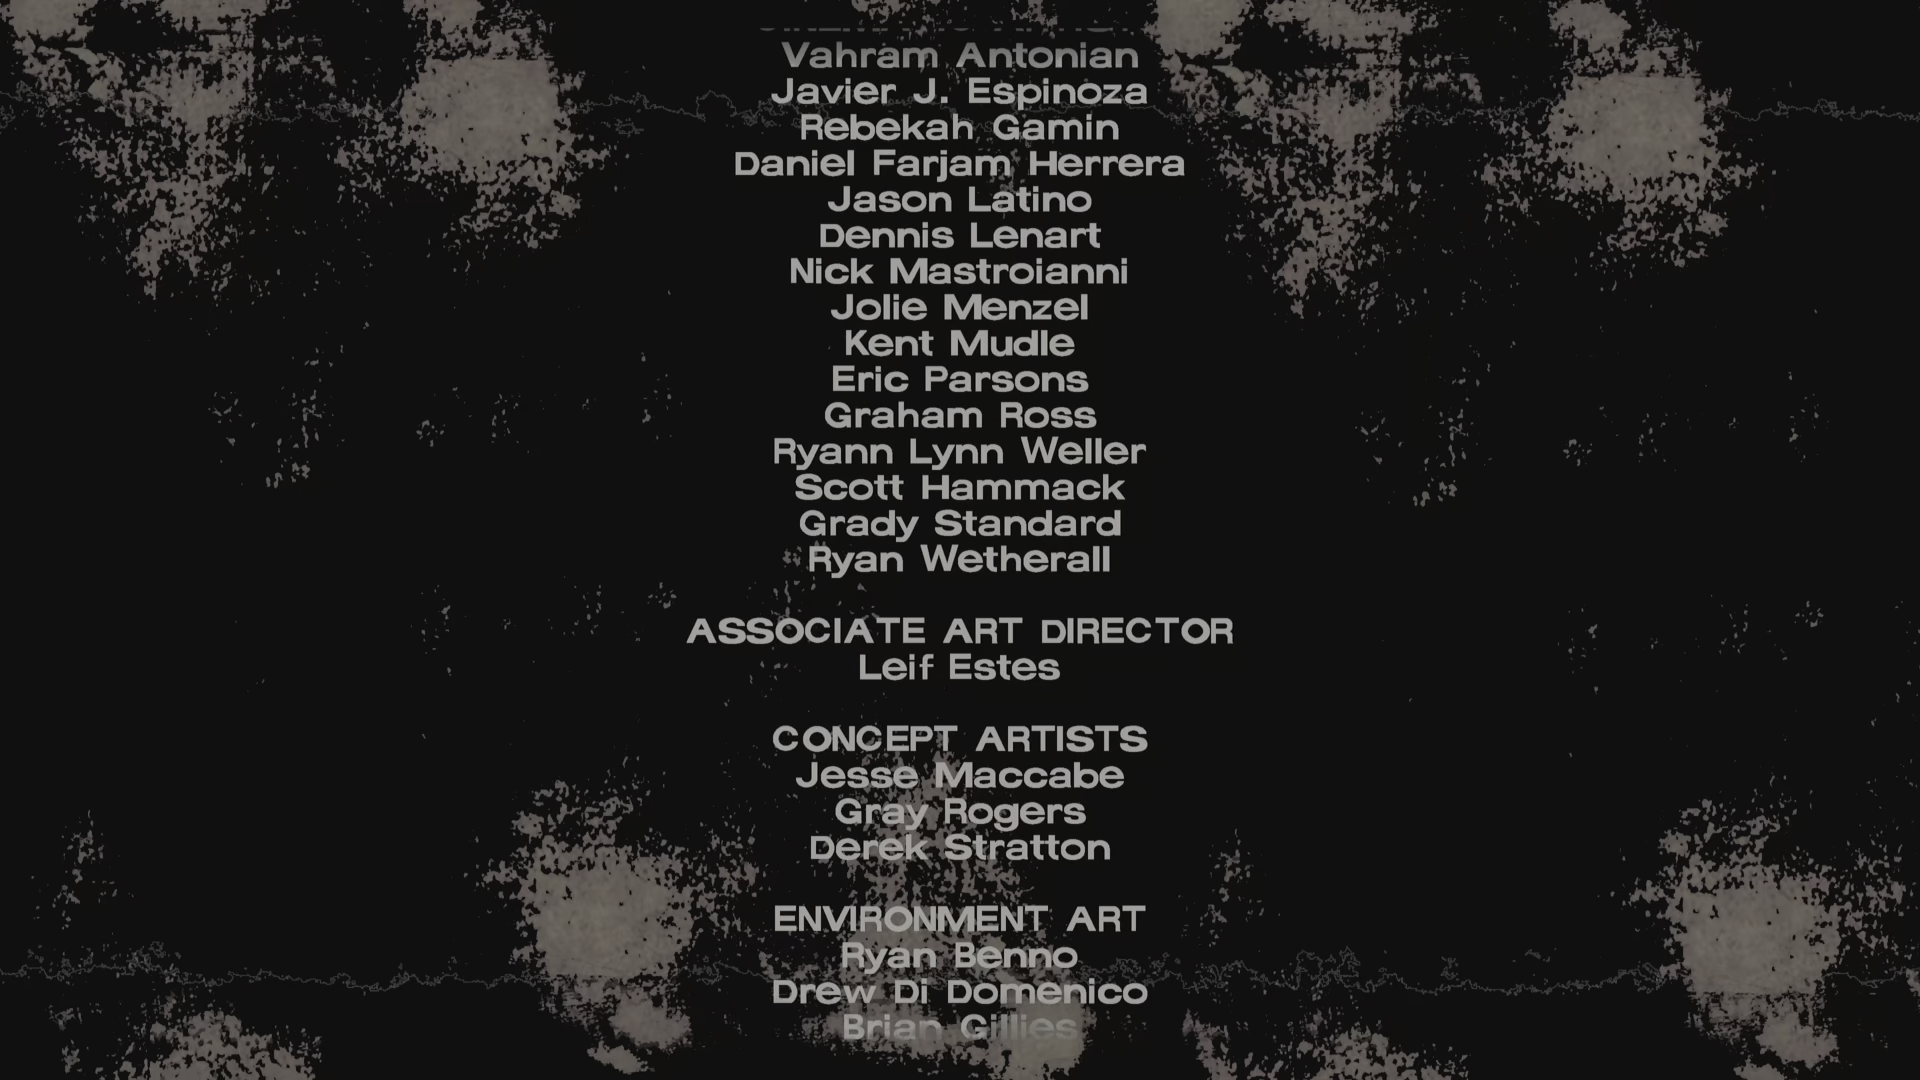 Vahram Antonian
Javier J. Espinoza
Rebekah Gamin
Daniel Farjam Herrera
Jason Latino
Dennis Lenart
Nick Mastroianni
Jolie Menzel
Kent Mudle
Eric Parsons
Graham Ross
Ryann Lynn Weller
Scott Hammack
Grady Standard
Ryan Wetherall
ASSOCIATE ART DIRECTOR
Leif Estes
CONCEPT ARTISTS
Jesse Maccabe
Gray Rogers
Derek Stratton
ENVIRONMENT ART
Ryan Benno
Drew Di Domenico
Brian Gillies